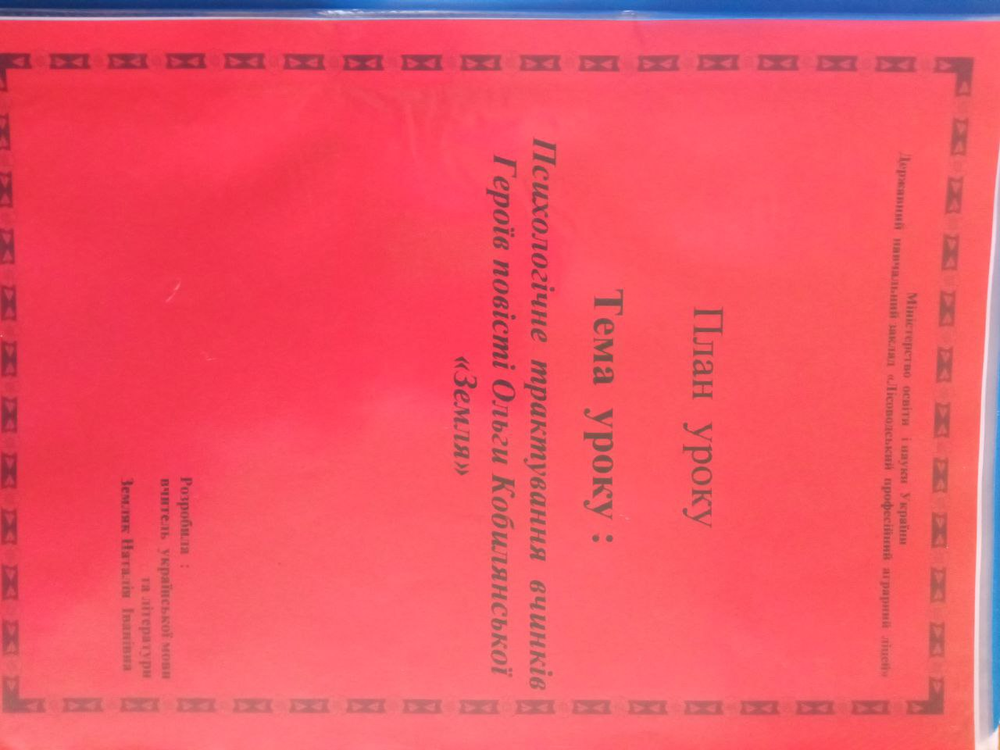 Міністерство освіти і науки України
Державний навчальний заклад «Лісоводський професійний аграрний ліцей»
План уроку
Тема уроку :
Психологічне трактування вчинків
Героїв повісті Ольги Кобилянської
«Земля»
Розробила :
вчитель української мови
та літератури
Земляк Наталія Іванівна